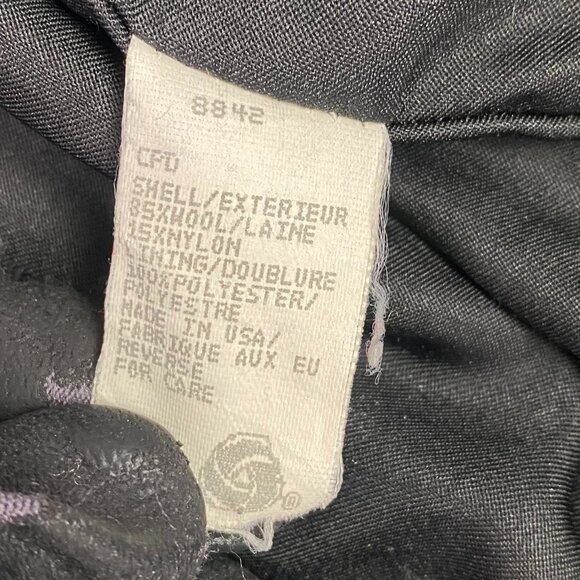 8842
CPD
SHELL/EXTERIEUR
85%WOOL/LAINE
15%NYLON
LINING/DOUBLURE
100%POLYESTER/
POLYESTRE
MADE IN USA/
FABRIQUE AUX EU
REVERSE
FOR CARE
®